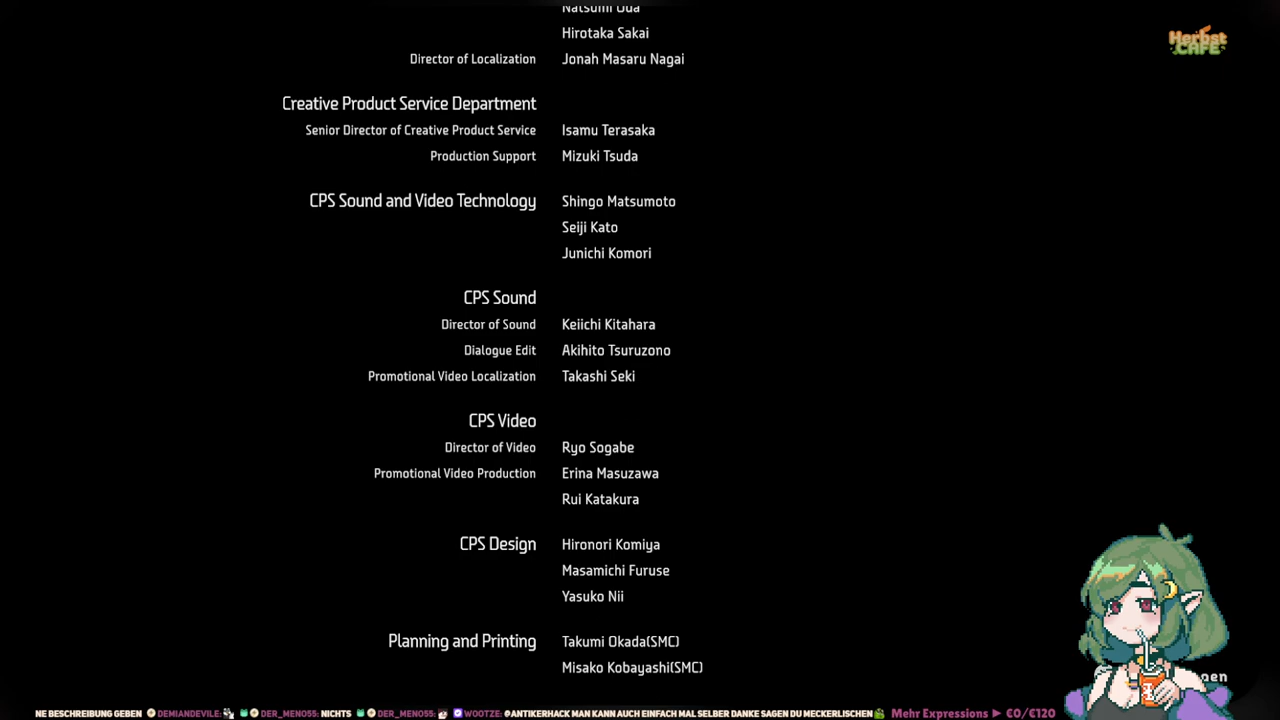 Natsumi Uda
Hirotaka Sakai
Director of Localization Jonah Masaru Nagai
Herbst
CAFE
Creative Product Service Department
Senior Director of Creative Product Service Isamu Terasaka
Production Support Mizuki Tsuda
CPS Sound and Video Technology Shingo Matsumoto
Seiji Kato
Junichi Komori
CPS Sound
Director of Sound Keiichi Kitahara
Dialogue Edit Akihito Tsuruzono
Promotional Video Localization Takashi Seki
CPS Video
Director of Video Ryo Sogabe
Promotional Video Production Erina Masuzawa
Rui Katakura
CPS Design Hironori Komiya
Masamichi Furuse
Yasuko Nii
Planning and Printing Takumi Okada(SMC)
Misako Kobayashi(SMC)
NE BESCHREIBUNG GEBEN DEMIANDEVILE: DER_MENO55: NICHTS DER_MENO55: WOOTZE: @ANTIKERHACK MAN KANN AUCH EINFACH MAL SELBER DANKE SAGEN DU MECKERLISCHEN Mehr Expressions ► €0/€120